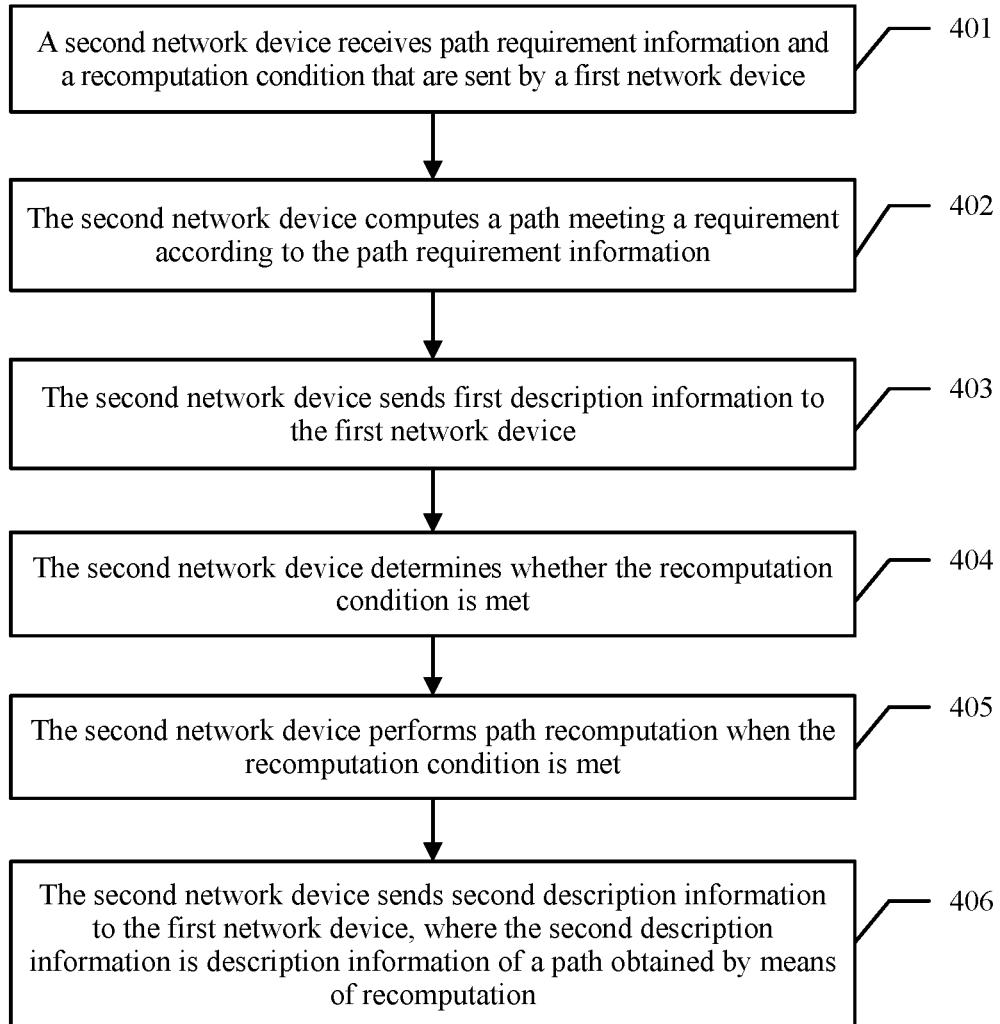 A second network device receives path requirement information and
a recomputation condition that are sent by a first network device
401
The second network device computes a path meeting a requirement
according to the path requirement information
402
The second network device sends first description information to
the first network device
403
The second network device determines whether the recomputation
condition is met
404
The second network device performs path recomputation when the
recomputation condition is met
405
The second network device sends second description information
to the first network device, where the second description
information is description information of a path obtained by means
of recomputation
406